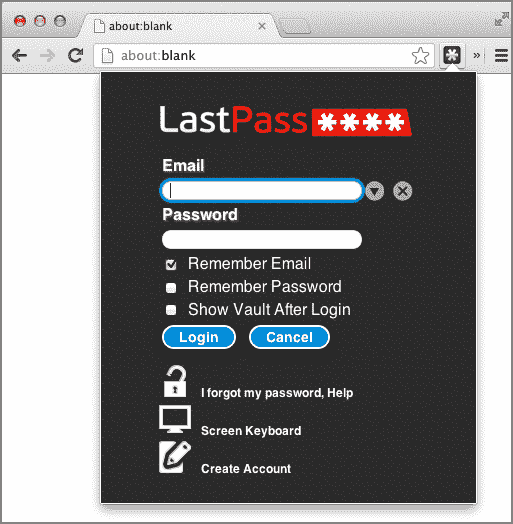 about:blank
about:blank
LastPass ****
Email
Password
Remember Email
Remember Password
Show Vault After Login
Login Cancel
I forgot my password, Help
Screen Keyboard
Create Account